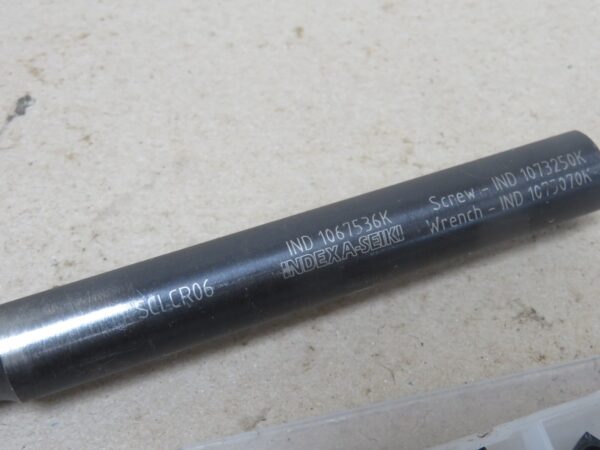 SCLCR06
IND 1067536K
INDEXA-SEIKI
Screw - IND 1073250K
Wrench - IND 1073070K